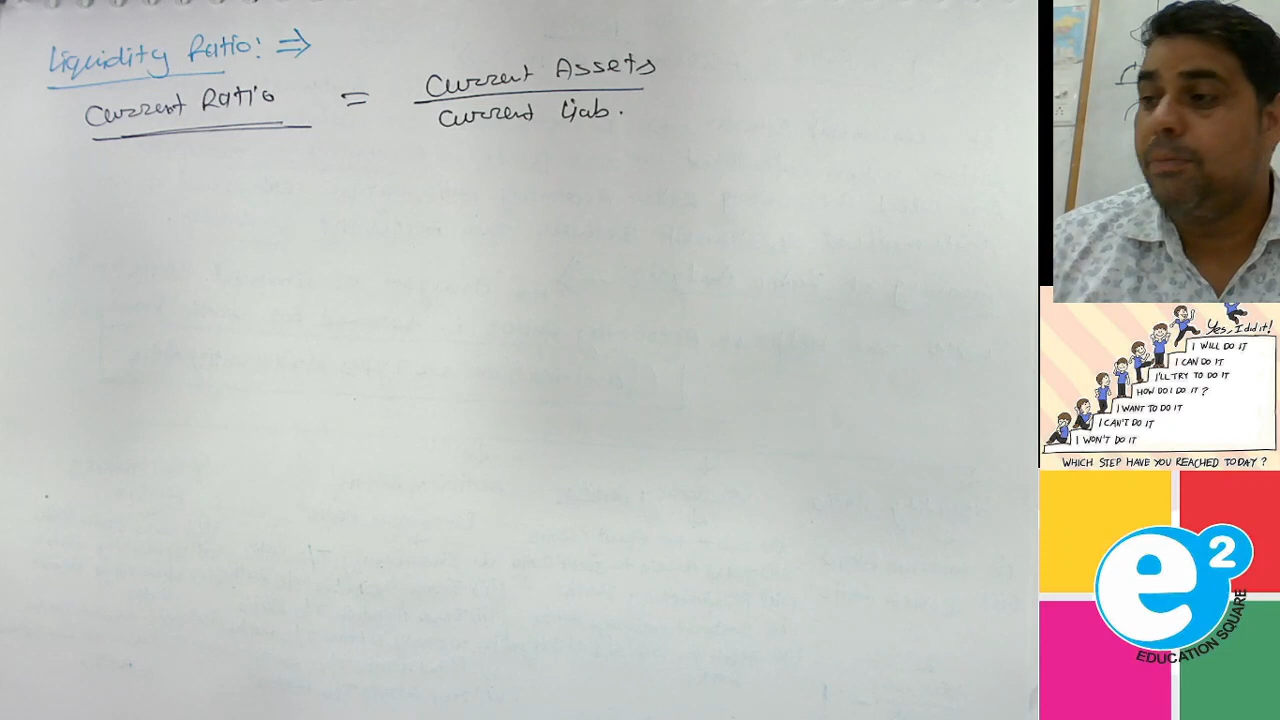 Liquidity Ratio: ⇒
Current Ratio = Current Assets
Current Liab.
Yes, I did it!
I WILL DO IT
I CAN DO IT
I'LL TRY TO DO IT
HOW DO I DO IT?
I WANT TO DO IT
I CAN'T DO IT
I WON'T DO IT
WHICH STEP HAVE YOU REACHED TODAY?
e2
EDUCATION SQUARE